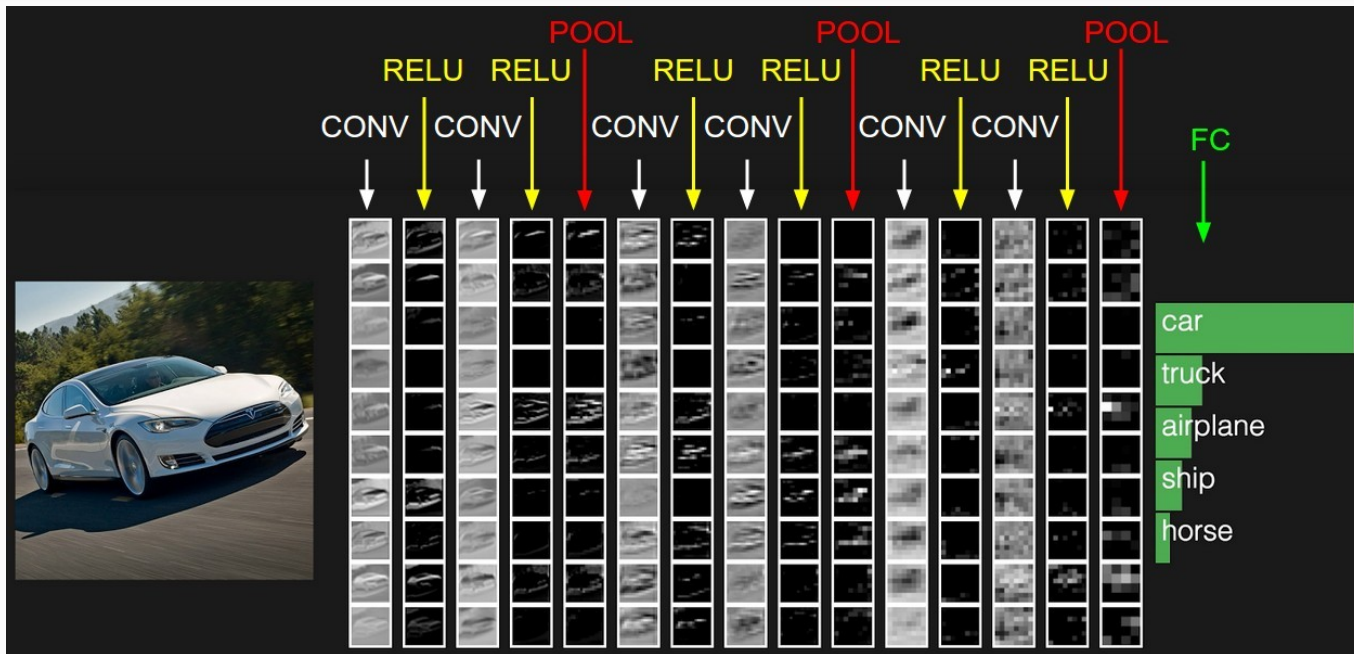 POOL POOL POOL
RELU RELU RELU RELU RELU RELU
CONV CONV CONV CONV CONV CONV
FC
car
truck
airplane
ship
horse